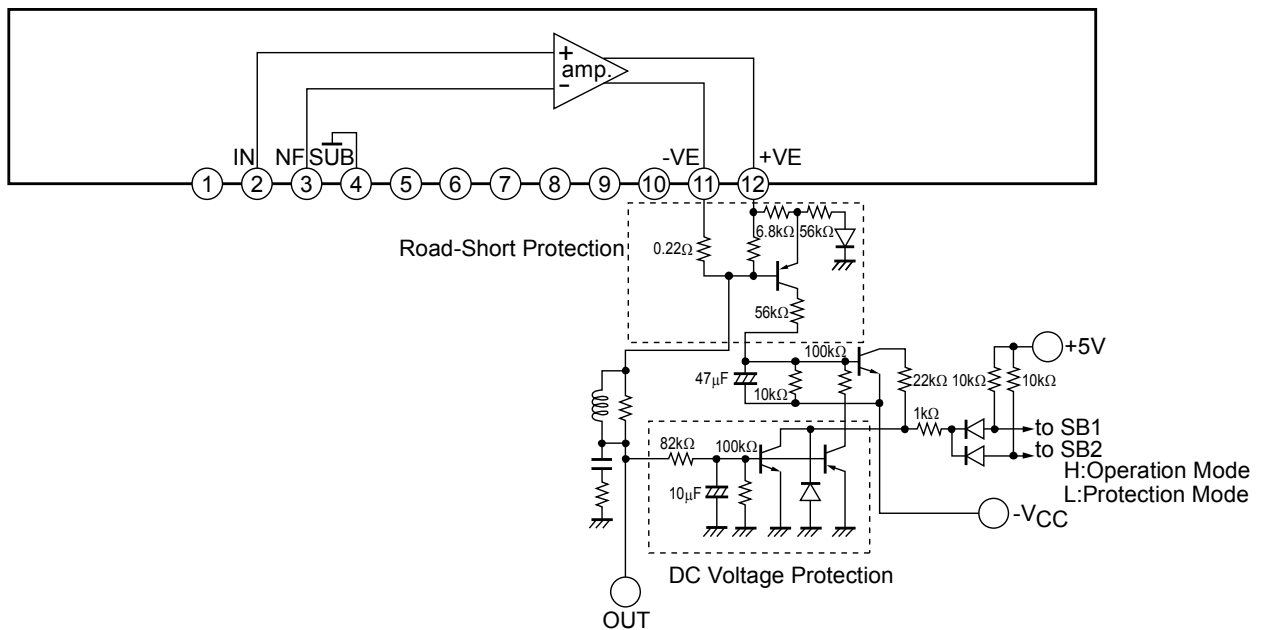 +
amp.
−
IN NF SUB -VE +VE
1 2 3 4 5 6 7 8 9 10 11 12
Road-Short Protection
0.22Ω
6.8kΩ 56kΩ
56kΩ
100kΩ
+5V
47μF
10kΩ
22kΩ 10kΩ 10kΩ
1kΩ
to SB1
to SB2
H:Operation Mode
L:Protection Mode
82kΩ
100kΩ
10μF
-VCC
DC Voltage Protection
OUT